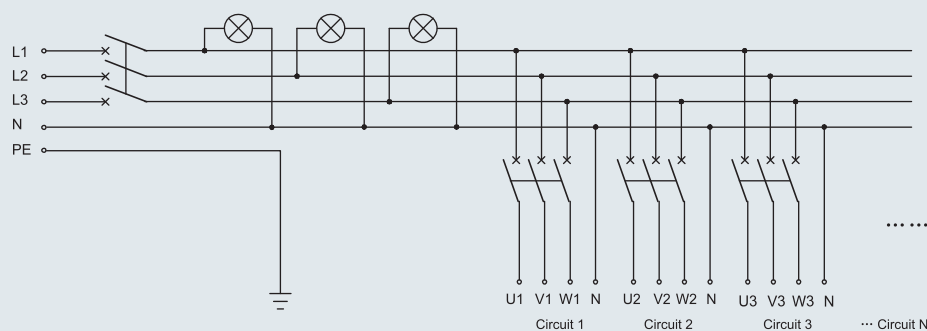 L1
L2
L3
N
PE
U1 V1 W1 N U2 V2 W2 N U3 V3 W3 N
Circuit 1 Circuit 2 Circuit 3 ··· Circuit N